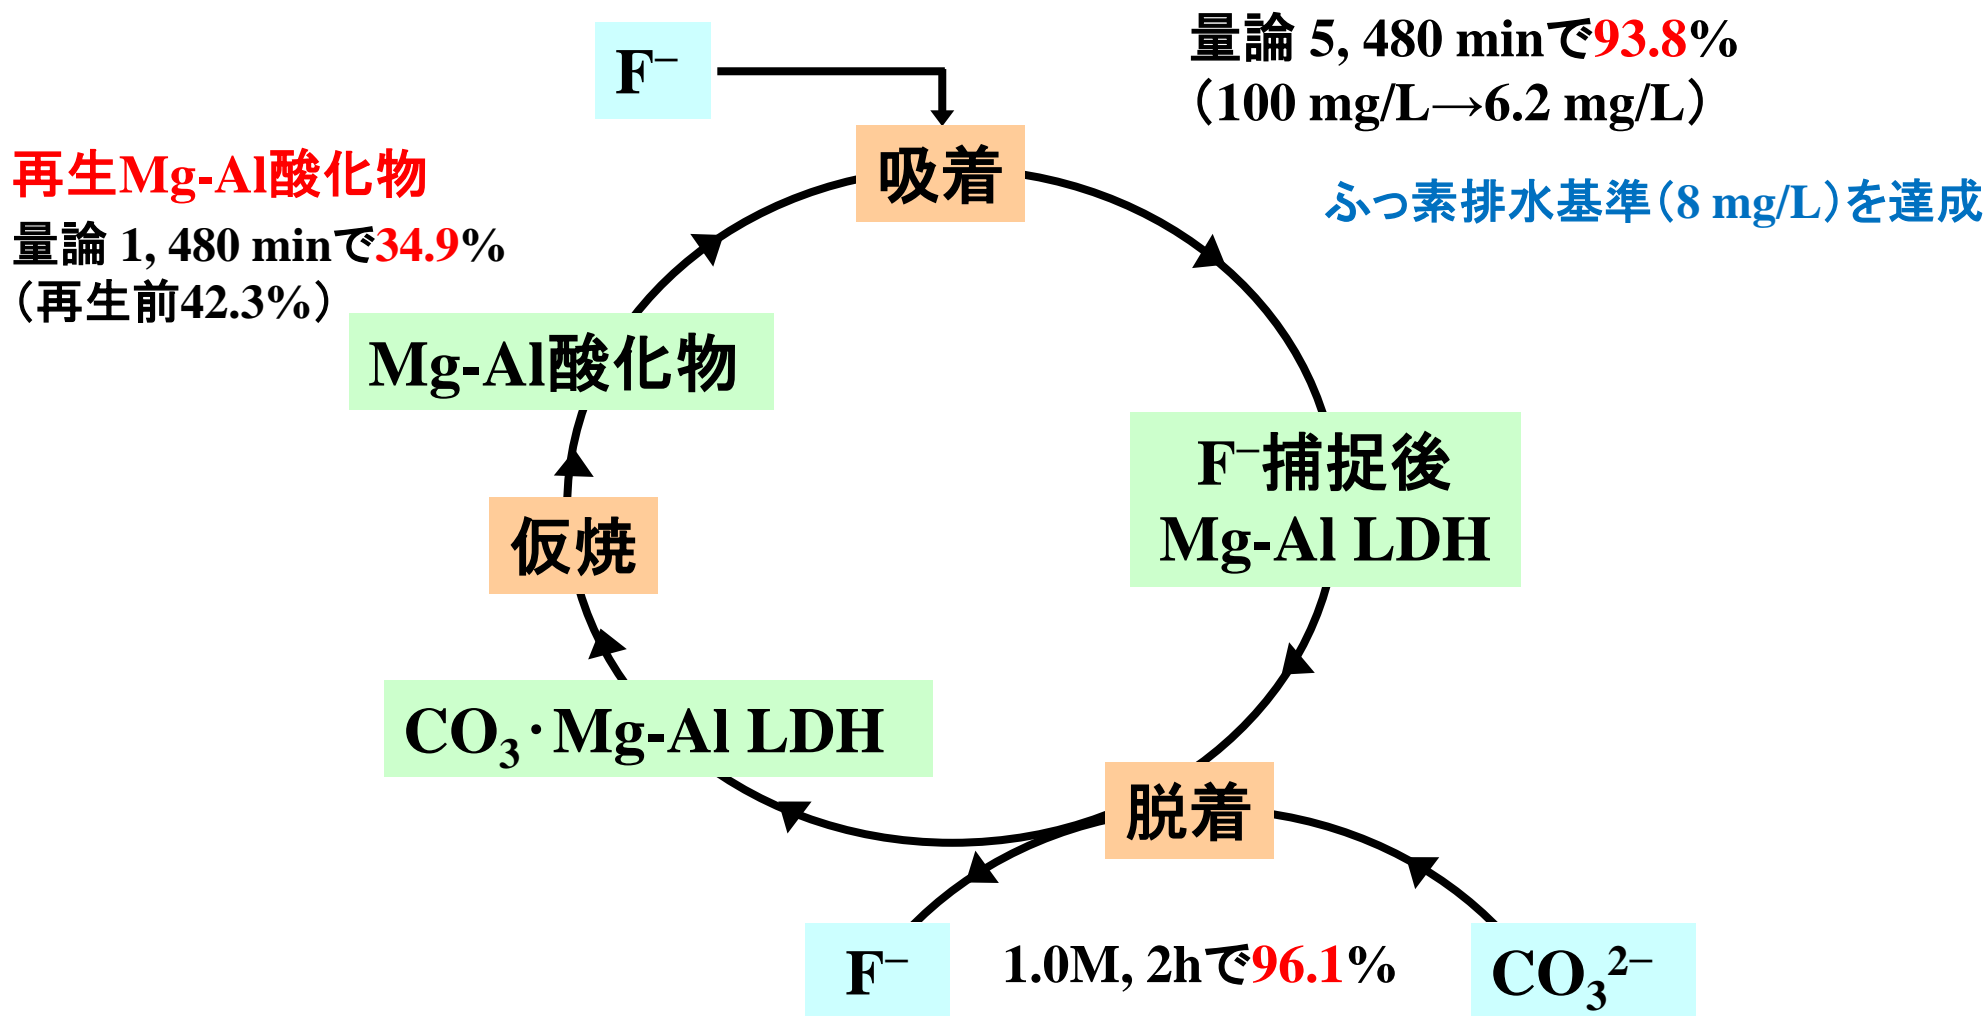 F⁻
量論 5, 480 minで93.8%
（100 mg/L→6.2 mg/L）
ふっ素排水基準（8 mg/L）を達成
吸着
再生Mg-Al酸化物
量論 1, 480 minで34.9%
（再生前42.3%）
Mg-Al酸化物
F⁻捕捉後
Mg-Al LDH
仮焼
CO₃・Mg-Al LDH
脱着
F⁻
1.0M, 2hで96.1%
CO₃²⁻